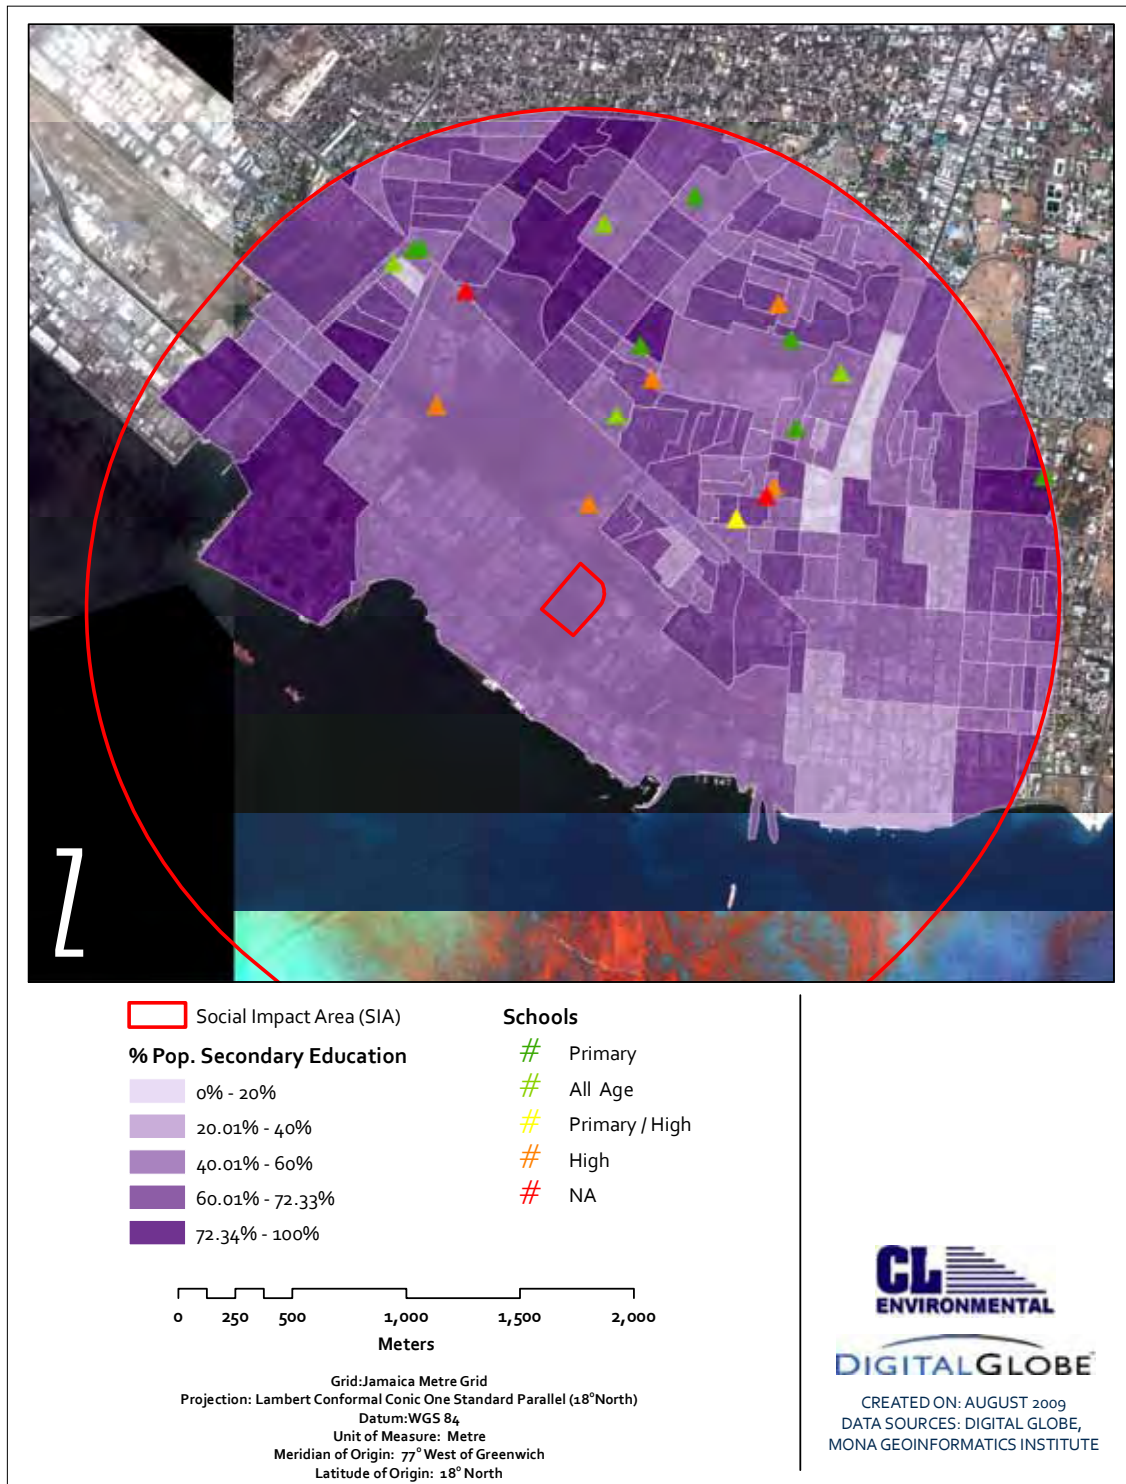 Social Impact Area (SIA)
% Pop. Secondary Education
0% - 20%
20.01% - 40%
40.01% - 60%
60.01% - 72.33%
72.34% - 100%
Schools
# Primary
# All Age
# Primary / High
# High
# NA
0 250 500 1,000 1,500 2,000
Meters
Grid:Jamaica Metre Grid
Projection: Lambert Conformal Conic One Standard Parallel (18°North)
Datum:WGS 84
Unit of Measure: Metre
Meridian of Origin: 77° West of Greenwich
Latitude of Origin: 18° North
CL
ENVIRONMENTAL
DIGITALGLOBE
CREATED ON: AUGUST 2009
DATA SOURCES: DIGITAL GLOBE,
MONA GEOINFORMATICS INSTITUTE